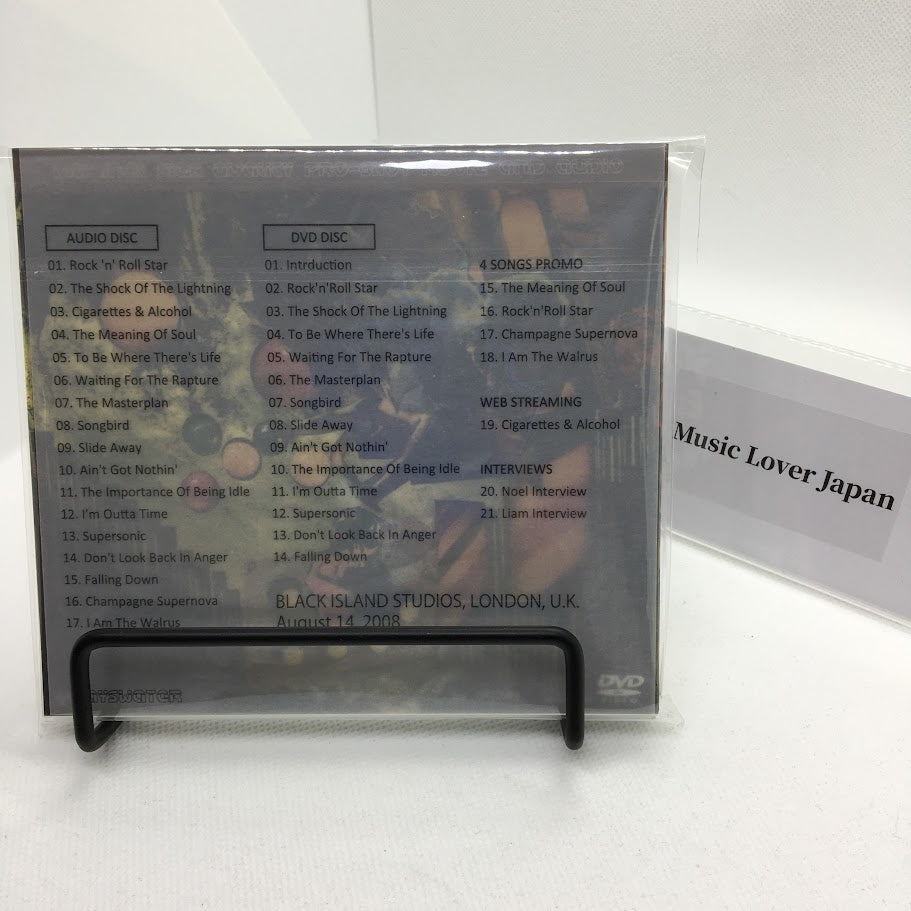 AUDIO DISC
01. Rock 'n' Roll Star
02. The Shock Of The Lightning
03. Cigarettes & Alcohol
04. The Meaning Of Soul
05. To Be Where There's Life
06. Waiting For The Rapture
07. The Masterplan
08. Songbird
09. Slide Away
10. Ain't Got Nothin'
11. The Importance Of Being Idle
12. I'm Outta Time
13. Supersonic
14. Don't Look Back In Anger
15. Falling Down
16. Champagne Supernova
17. I Am The Walrus
DVD DISC
01. Intrduction
02. Rock'n'Roll Star
03. The Shock Of The Lightning
04. To Be Where There's Life
05. Waiting For The Rapture
06. The Masterplan
07. Songbird
08. Slide Away
09. Ain't Got Nothin'
10. The Importance Of Being Idle
11. I'm Outta Time
12. Supersonic
13. Don't Look Back In Anger
14. Falling Down
4 SONGS PROMO
15. The Meaning Of Soul
16. Rock'n'Roll Star
17. Champagne Supernova
18. I Am The Walrus
WEB STREAMING
19. Cigarettes & Alcohol
INTERVIEWS
20. Noel Interview
21. Liam Interview
BLACK ISLAND STUDIOS, LONDON, U.K.
August 14, 2008
DVD
Music Lover Japan